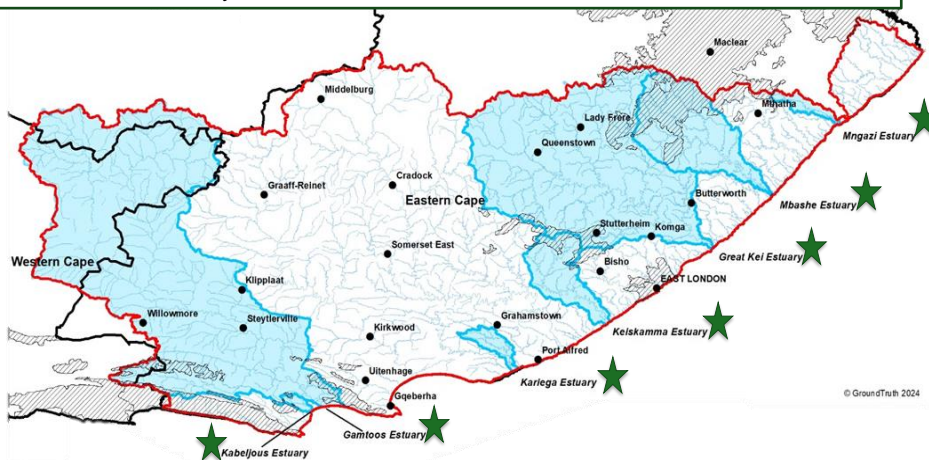 Maclear
Middelburg
Mthatha
Lady Frere
Mngazi Estuary
Queenstown
Cradock
Graaff-Reinet
Butterworth
Eastern Cape
Mbashe Estuary
Stutterheim
Komga
Somerset East
Great Kei Estuary
Western Cape
Bisho
Klipplaat
EAST LONDON
Willowmore
Steytlerville
Grahamstown
Kirkwood
Keiskamma Estuary
Port Alfred
Uitenhage
Kariega Estuary
© GroundTruth 2024
Gqeberha
Gamtoos Estuary
Kabeljous Estuary